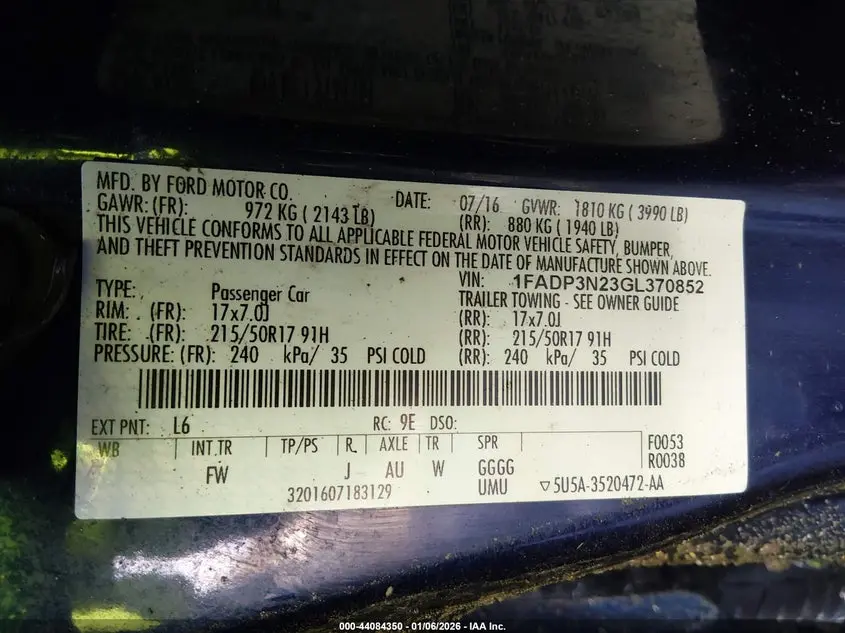 MFD. BY FORD MOTOR CO. DATE: 07/16 GVWR: 1810 KG ( 3990 LB)
GAWR: (FR): 972 KG ( 2143 LB) (RR): 880 KG ( 1940 LB)
THIS VEHICLE CONFORMS TO ALL APPLICABLE FEDERAL MOTOR VEHICLE SAFETY, BUMPER,
AND THEFT PREVENTION STANDARDS IN EFFECT ON THE DATE OF MANUFACTURE SHOWN ABOVE.
VIN: 1FADP3N23GL370852
TYPE: Passenger Car TRAILER TOWING - SEE OWNER GUIDE
RIM: (FR): 17x7.0J (RR): 17x7.0J
TIRE: (FR): 215/50R17 91H (RR): 215/50R17 91H
PRESSURE: (FR): 240 kPa/ 35 PSI COLD (RR): 240 kPa/ 35 PSI COLD
EXT PNT: L6 RC: 9E DSO:
WB INT.TR TP/PS R. AXLE TR SPR F0053
FW J AU W GGGG R0038
3201607183129 UMU ▽5U5A-3520472-AA
000-44084350 - 01/06/2026 - IAA Inc.